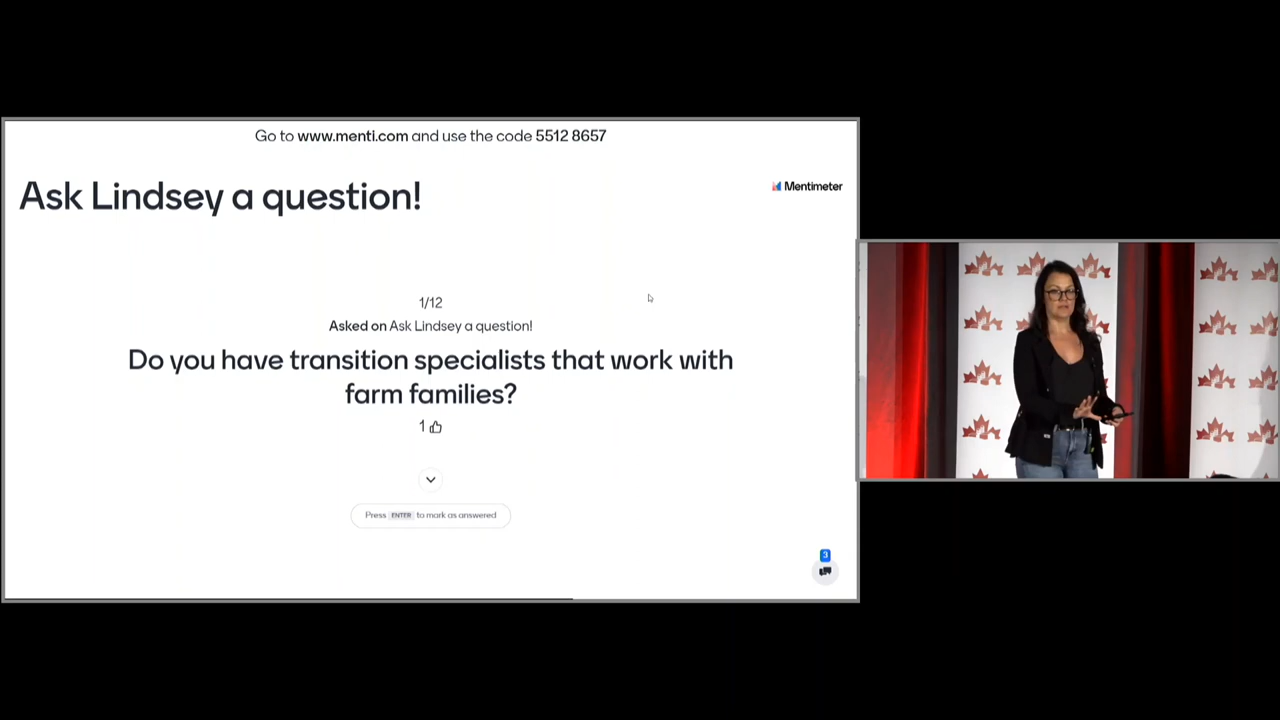 Go to www.menti.com and use the code 5512 8657
Ask Lindsey a question!
Mentimeter
1/12
Asked on Ask Lindsey a question!
Do you have transition specialists that work with
farm families?
1
Press ENTER to mark as answered
3